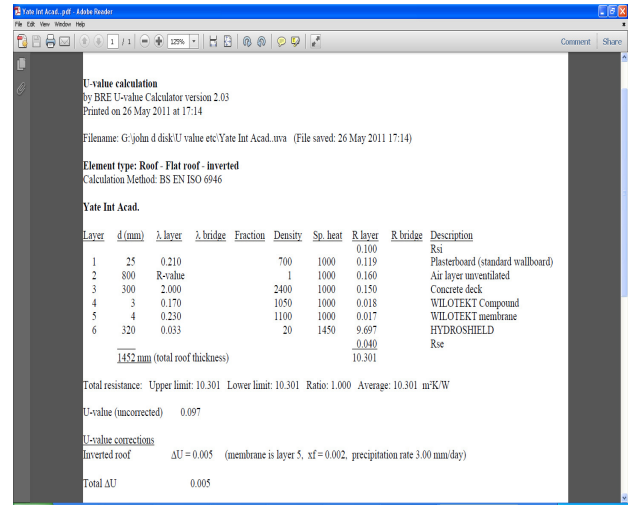 Yate Int Acad..pdf - Adobe Reader
File Edit View Window Help
1 / 1 125% Comment Share
U-value calculation
by BRE U-value Calculator version 2.03
Printed on 26 May 2011 at 17:14
Filename: G:\john d disk\U value etc\Yate Int Acad..uva (File saved: 26 May 2011 17:14)
Element type: Roof - Flat roof - inverted
Calculation Method: BS EN ISO 6946
Yate Int Acad.
Layer d (mm) λ layer λ bridge Fraction Density Sp. heat R layer R bridge Description
0.100 Rsi
1 25 0.210 700 1000 0.119 Plasterboard (standard wallboard)
2 800 R-value 1 1000 0.160 Air layer unventilated
3 300 2.000 2400 1000 0.150 Concrete deck
4 3 0.170 1050 1000 0.018 WILOTEKT Compound
5 4 0.230 1100 1000 0.017 WILOTEKT membrane
6 320 0.033 20 1450 9.697 HYDROSHIELD
0.040 Rse
1452 mm (total roof thickness) 10.301
Total resistance: Upper limit: 10.301 Lower limit: 10.301 Ratio: 1.000 Average: 10.301 m²K/W
U-value (uncorrected) 0.097
U-value corrections
Inverted roof ΔU = 0.005 (membrane is layer 5, xf = 0.002, precipitation rate 3.00 mm/day)
Total ΔU 0.005